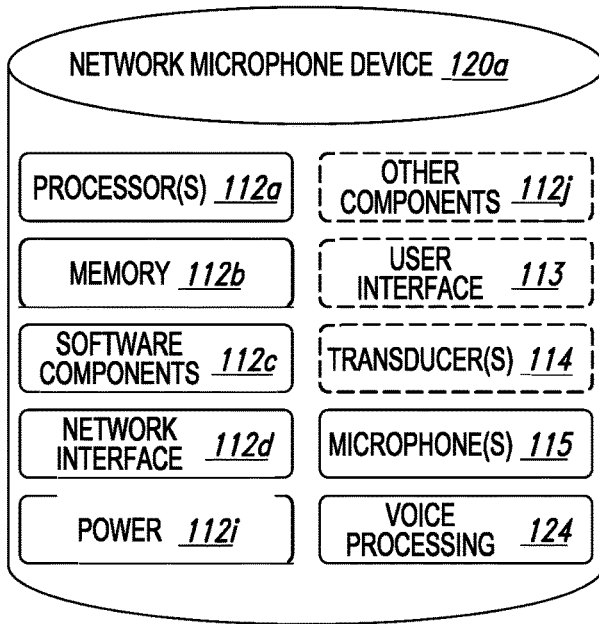 NETWORK MICROPHONE DEVICE 120a
PROCESSOR(S) 112a
MEMORY 112b
SOFTWARE
COMPONENTS 112c
NETWORK
INTERFACE 112d
POWER 112i
OTHER
COMPONENTS 112j
USER
INTERFACE 113
TRANSDUCER(S) 114
MICROPHONE(S) 115
VOICE
PROCESSING 124